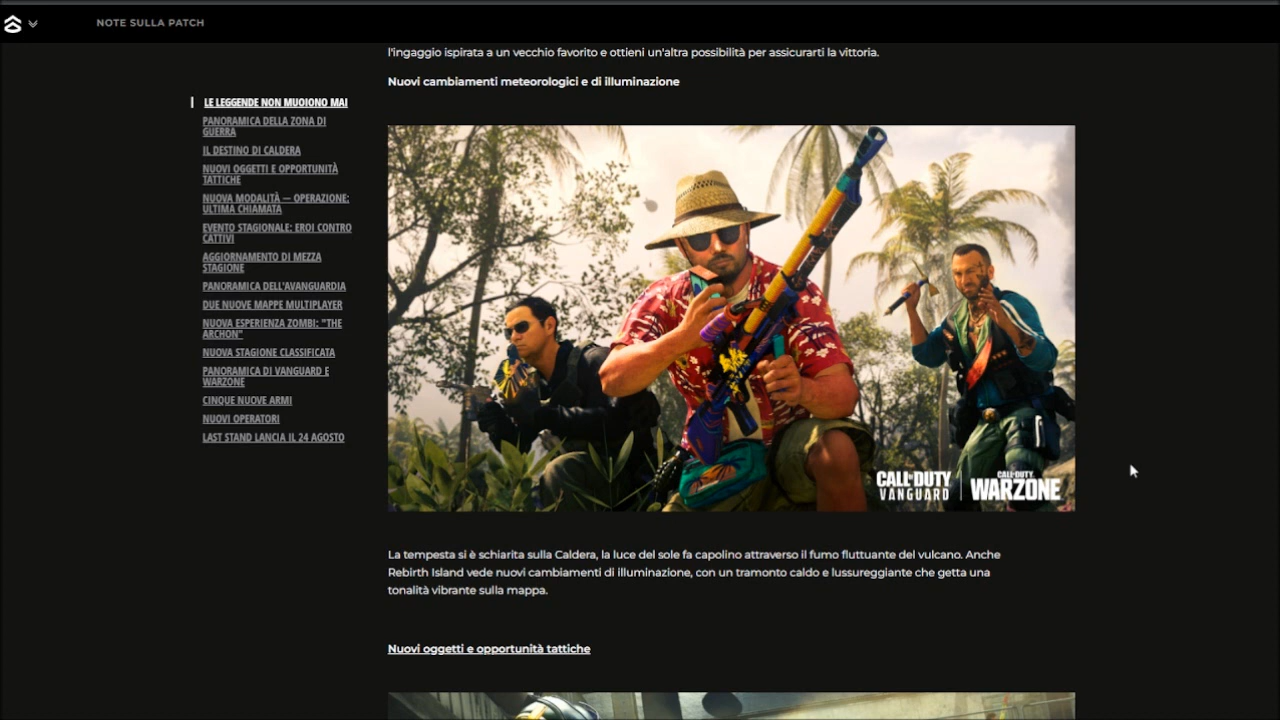 NOTE SULLA PATCH
l'ingaggio ispirata a un vecchio favorito e ottieni un'altra possibilità per assicurarti la vittoria.
Nuovi cambiamenti meteorologici e di illuminazione
LE LEGGENDE NON MUOIONO MAI
PANORAMICA DELLA ZONA DI
GUERRA
IL DESTINO DI CALDERA
NUOVI OGGETTI E OPPORTUNITÀ
TATTICHE
NUOVA MODALITÀ — OPERAZIONE:
ULTIMA CHIAMATA
EVENTO STAGIONALE: EROI CONTRO
CATTIVI
AGGIORNAMENTO DI MEZZA
STAGIONE
PANORAMICA DELL'AVANGUARDIA
DUE NUOVE MAPPE MULTIPLAYER
NUOVA ESPERIENZA ZOMBI: "THE
ARCHON"
NUOVA STAGIONE CLASSIFICATA
PANORAMICA DI VANGUARD E
WARZONE
CINQUE NUOVE ARMI
NUOVI OPERATORI
LAST STAND LANCIA IL 24 AGOSTO
CALL OF DUTY
VANGUARD
CALL OF DUTY
WARZONE
La tempesta si è schiarita sulla Caldera, la luce del sole fa capolino attraverso il fumo fluttuante del vulcano. Anche
Rebirth Island vede nuovi cambiamenti di illuminazione, con un tramonto caldo e lussureggiante che getta una
tonalità vibrante sulla mappa.
Nuovi oggetti e opportunità tattiche